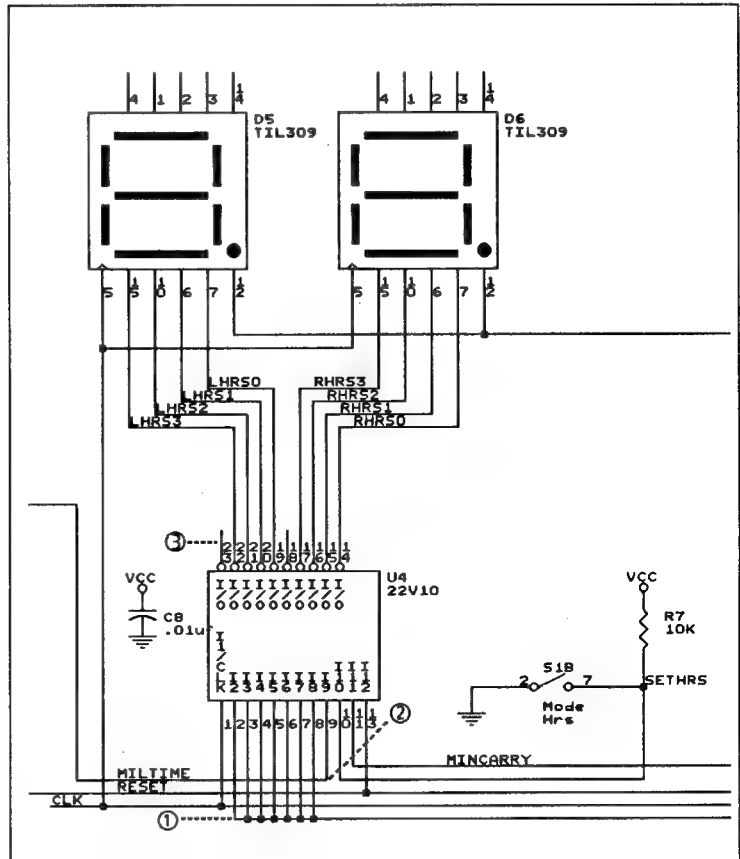 4 1 2 3 14
D5
TIL309
5 15 10 6 7 12
4 1 2 3 14
D6
TIL309
5 15 10 6 7 12
LHRS0
LHRS1
LHRS2
LHRS3
RHRS3
RHRS2
RHRS1
RHRS0
③
23 22 21 20 19 18 17 16 15 14
U4
22V10
I I I I I I I I I I
/ / / / / / / / / /
O O O O O O O O O O
I1/CLK I2 I3 I4 I5 I6 I7 I8 I9 I10 I11 I12
1 2 3 4 5 6 7 8 9 10 11 13
VCC
C8
.01uf
VCC
R7
10K
2 S1B 7
Mode
Hrs
SETHRS
②
MINCARRY
MILTIME
RESET
CLK
①